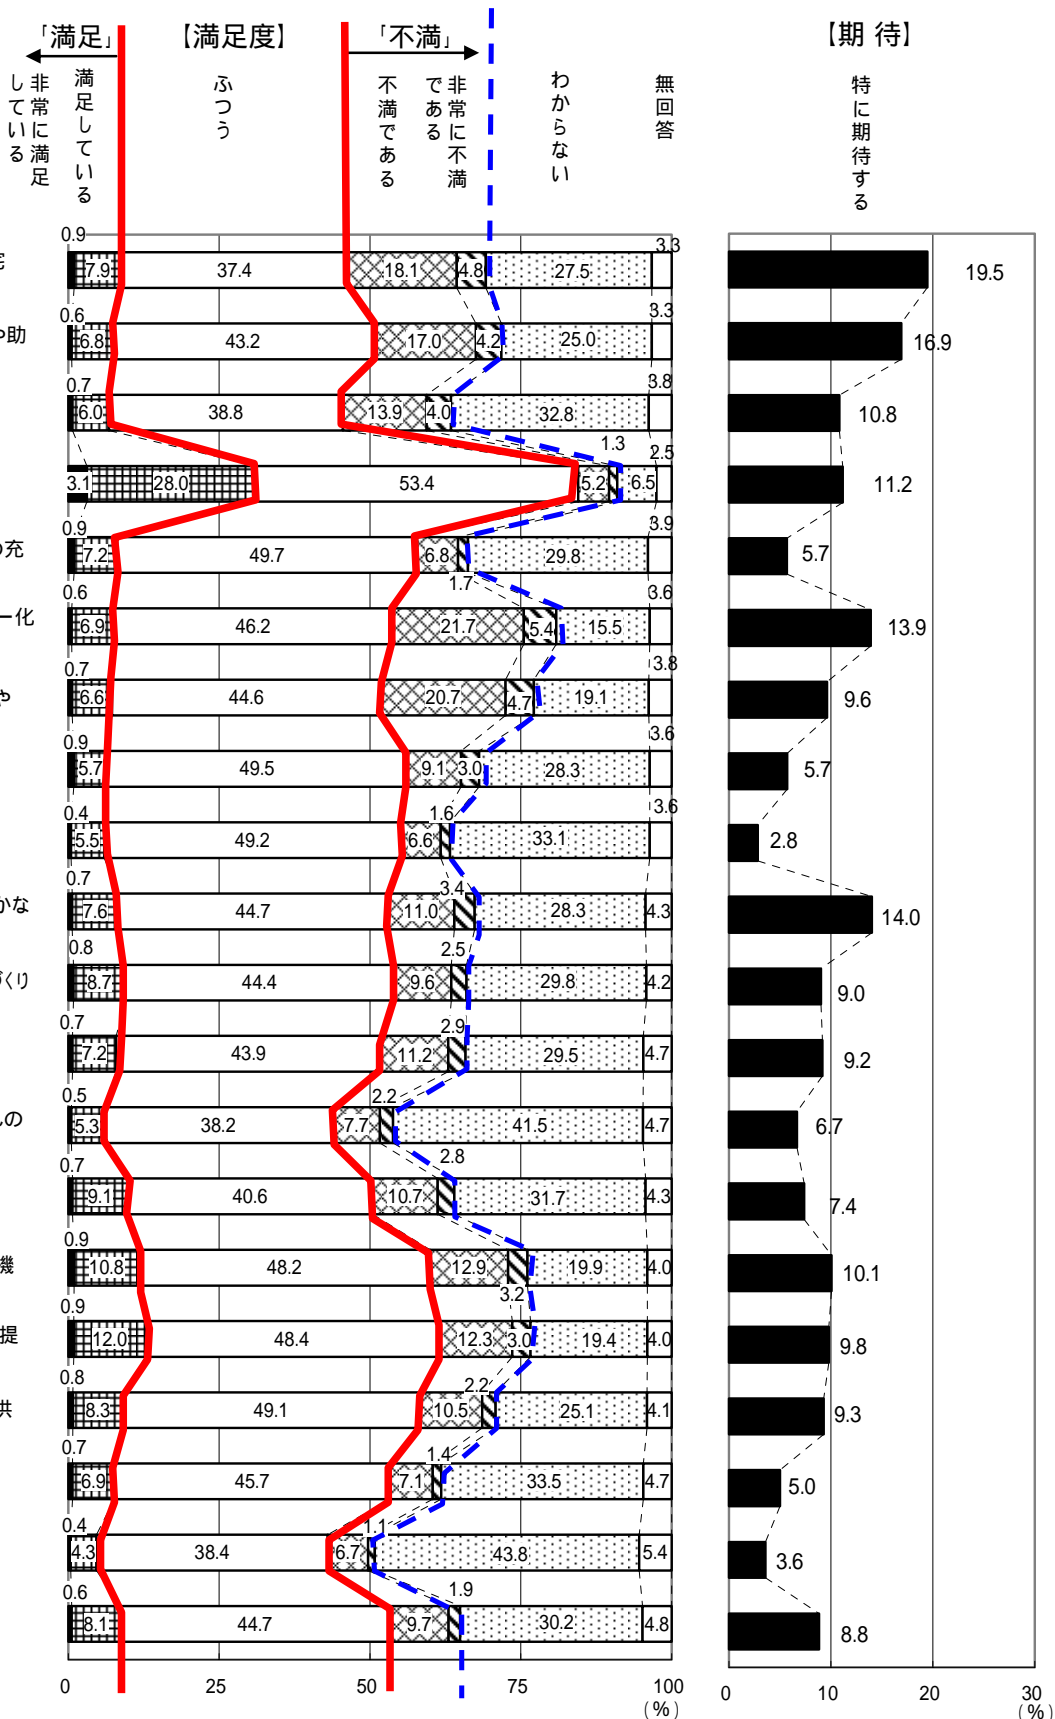 「満足」 【満足度】 「不満」 【期 待】
非常に満足している
満足している
ふつう
不満である
非常に不満である
わからない
無回答
特に期待する
0.9 7.9 37.4 18.1 4.8 27.5 3.3 19.5
や助 0.6 6.8 43.2 17.0 4.2 25.0 3.3 16.9
0.7 6.0 38.8 13.9 4.0 32.8 3.8 10.8
3.1 28.0 53.4 5.2 1.3 6.5 2.5 11.2
の充 0.9 7.2 49.7 6.8 1.7 29.8 3.9 5.7
ー化 0.6 6.9 46.2 21.7 5.4 15.5 3.6 13.9
や 0.7 6.6 44.6 20.7 4.7 19.1 3.8 9.6
0.9 5.7 49.5 9.1 3.0 28.3 3.6 5.7
0.4 5.5 49.2 6.6 1.6 33.1 3.6 2.8
かな 0.7 7.6 44.7 11.0 3.4 28.3 4.3 14.0
づくり 0.8 8.7 44.4 9.6 2.5 29.8 4.2 9.0
0.7 7.2 43.9 11.2 2.9 29.5 4.7 9.2
の 0.5 5.3 38.2 7.7 2.2 41.5 4.7 6.7
0.7 9.1 40.6 10.7 2.8 31.7 4.3 7.4
機 0.9 10.8 48.2 12.9 3.2 19.9 4.0 10.1
提 0.9 12.0 48.4 12.3 3.0 19.4 4.0 9.8
供 0.8 8.3 49.1 10.5 2.2 25.1 4.1 9.3
0.7 6.9 45.7 7.1 1.4 33.5 4.7 5.0
0.4 4.3 38.4 6.7 1.1 43.8 5.4 3.6
0.6 8.1 44.7 9.7 1.9 30.2 4.8 8.8
0 25 50 75 100 0 10 20 30
(%) (%)